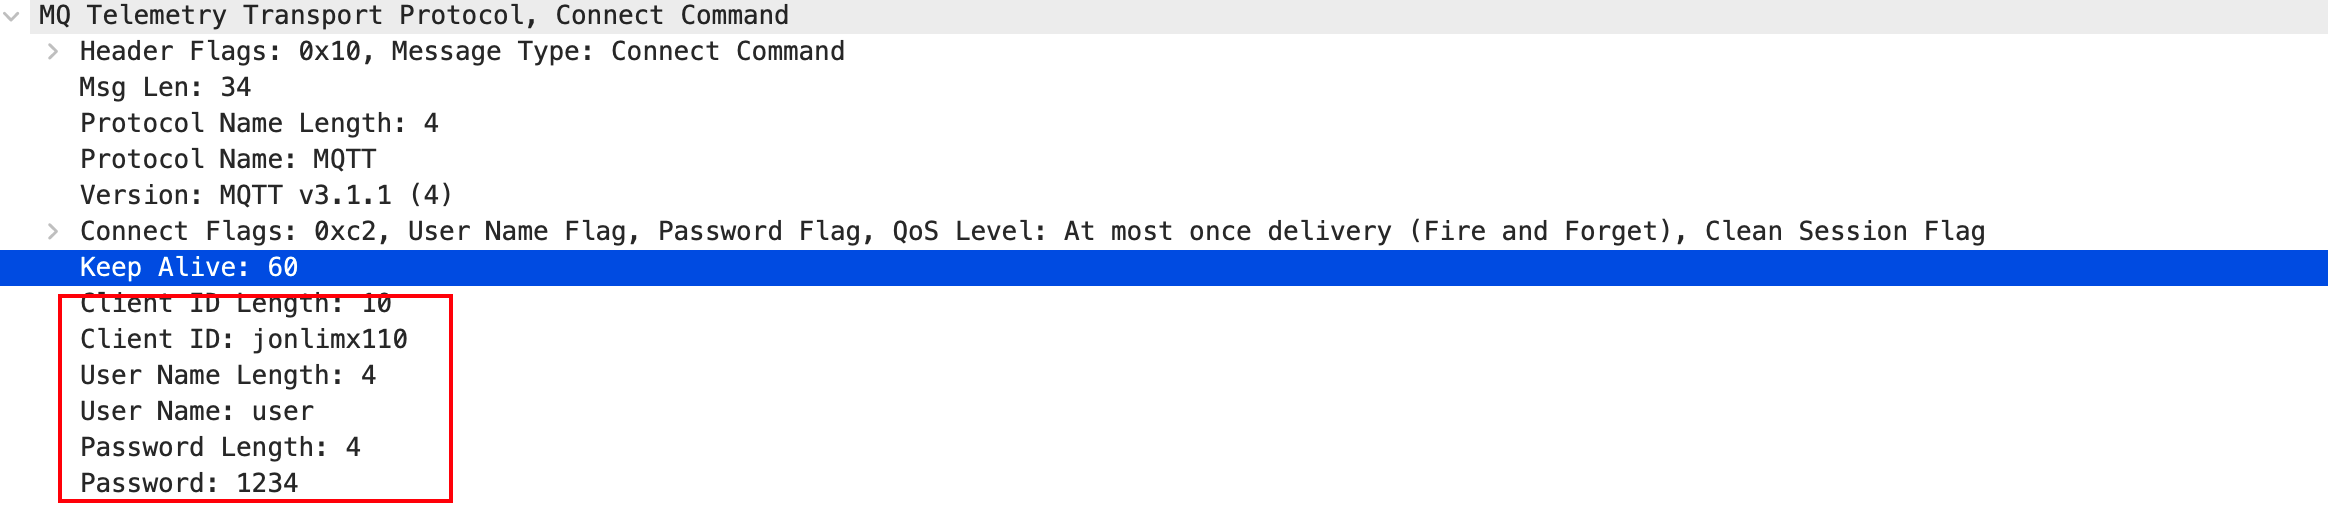 MQ Telemetry Transport Protocol, Connect Command
Header Flags: 0x10, Message Type: Connect Command
Msg Len: 34
Protocol Name Length: 4
Protocol Name: MQTT
Version: MQTT v3.1.1 (4)
Connect Flags: 0xc2, User Name Flag, Password Flag, QoS Level: At most once delivery (Fire and Forget), Clean Session Flag
Keep Alive: 60
Client ID Length: 10
Client ID: jonlimx110
User Name Length: 4
User Name: user
Password Length: 4
Password: 1234